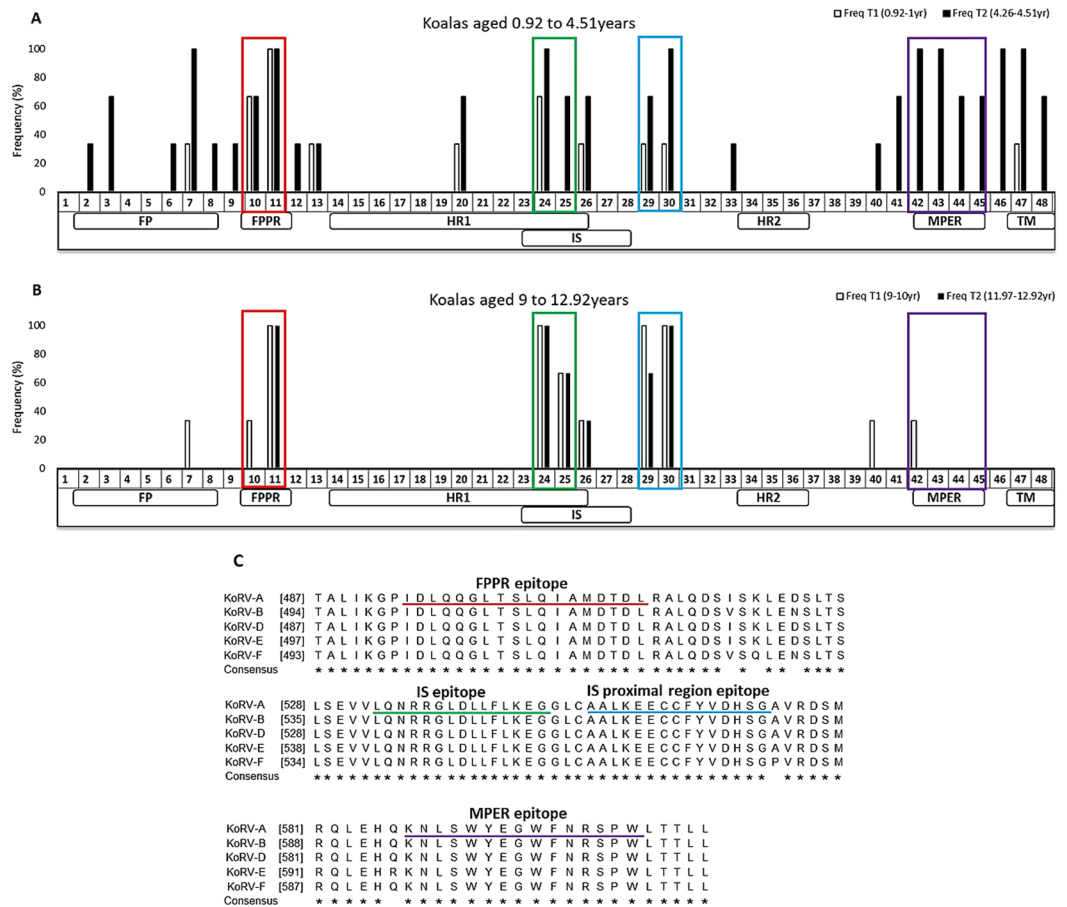 A
Koalas aged 0.92 to 4.51years
Freq T1 (0.92-1yr) Freq T2 (4.26-4.51yr)
Frequency (%)
100
80
60
40
20
0
1 2 3 4 5 6 7 8 9 10 11 12 13 14 15 16 17 18 19 20 21 22 23 24 25 26 27 28 29 30 31 32 33 34 35 36 37 38 39 40 41 42 43 44 45 46 47 48
FP FPPR HR1 HR2 MPER TM
IS
B
Koalas aged 9 to 12.92years
Freq T1 (9-10yr) Freq T2 (11.97-12.92yr)
Frequency (%)
100
80
60
40
20
0
1 2 3 4 5 6 7 8 9 10 11 12 13 14 15 16 17 18 19 20 21 22 23 24 25 26 27 28 29 30 31 32 33 34 35 36 37 38 39 40 41 42 43 44 45 46 47 48
FP FPPR HR1 HR2 MPER TM
IS
C
FPPR epitope
KoRV-A [487] T A L I K G P I D L Q Q G L T S L Q I A M D T D L R A L Q D S I S K L E D S L T S
KoRV-B [494] T A L I K G P I D L Q Q G L T S L Q I A M D T D L R A L Q D S V S K L E N S L T S
KoRV-D [487] T A L I K G P I D L Q Q G L T S L Q I A M D T D L R A L Q D S I S K L E D S L T S
KoRV-E [497] T A L I K G P I D L Q Q G L T S L Q I A M D T D L R A L Q D S I S K L E D S L T S
KoRV-F [493] T A L I K G P I D L Q Q G L T S L Q I A M D T D L R A L Q D S V S Q L E N S L T S
Consensus * * * * * * * * * * * * * * * * * * * * * * * * * * * * * * * * * * * * * *
IS epitope IS proximal region epitope
KoRV-A [528] L S E V V L Q N R R G L D L L F L K E G G L C A A L K E E C C F Y V D H S G A V R D S M
KoRV-B [535] L S E V V L Q N R R G L D L L F L K E G G L C A A L K E E C C F Y V D H S G A V R D S M
KoRV-D [528] L S E V V L Q N R R G L D L L F L K E G G L C A A L K E E C C F Y V D H S G A V R D S M
KoRV-E [538] L S E V V L Q N R R G L D L L F L K E G G L C A A L K E E C C F Y V D H S G A V R D S M
KoRV-F [534] L S E V V L Q N R R G L D L L F L K E G G L C A A L K E E C C F Y V D H S G P V R D S M
Consensus * * * * * * * * * * * * * * * * * * * * * * * * * * * * * * * * * * * * * * * * * * *
MPER epitope
KoRV-A [581] R Q L E H Q K N L S W Y E G W F N R S P W L T T L L
KoRV-B [588] R Q L E H R K N L S W Y E G W F N R S P W L T T L L
KoRV-D [581] R Q L E H Q K N L S W Y E G W F N R S P W L T T L L
KoRV-E [591] R Q L E H R K N L S W Y E G W F N R S P W L T T L L
KoRV-F [587] R Q L E H Q K N L S W Y E G W F N R S P W L T T L L
Consensus * * * * * * * * * * * * * * * * * * * * * * * * *